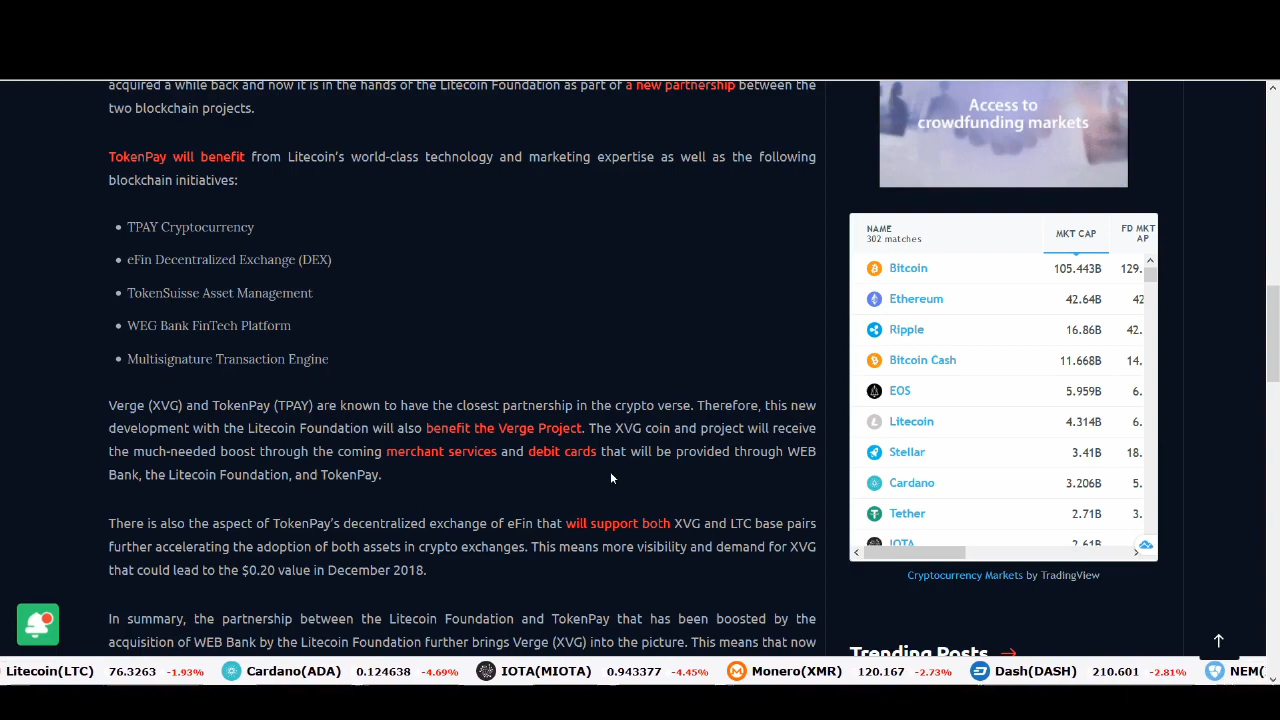 acquired a while back and now it is in the hands of the Litecoin Foundation as part of a new partnership between the
two blockchain projects.
TokenPay will benefit from Litecoin's world-class technology and marketing expertise as well as the following
blockchain initiatives:
TPAY Cryptocurrency
eFin Decentralized Exchange (DEX)
TokenSuisse Asset Management
WEG Bank FinTech Platform
Multisignature Transaction Engine
Verge (XVG) and TokenPay (TPAY) are known to have the closest partnership in the crypto verse. Therefore, this new
development with the Litecoin Foundation will also benefit the Verge Project. The XVG coin and project will receive
the much-needed boost through the coming merchant services and debit cards that will be provided through WEB
Bank, the Litecoin Foundation, and TokenPay.
There is also the aspect of TokenPay's decentralized exchange of eFin that will support both XVG and LTC base pairs
further accelerating the adoption of both assets in crypto exchanges. This means more visibility and demand for XVG
that could lead to the $0.20 value in December 2018.
In summary, the partnership between the Litecoin Foundation and TokenPay that has been boosted by the
acquisition of WEB Bank by the Litecoin Foundation further brings Verge (XVG) into the picture. This means that now
Access to
crowdfunding markets
NAME MKT CAP FD MKT
302 matches AP
Bitcoin 105.443B 129.
Ethereum 42.64B 42
Ripple 16.86B 42.
Bitcoin Cash 11.668B 14.
EOS 5.959B 6.
Litecoin 4.314B 6.
Stellar 3.41B 18.
Cardano 3.206B 5.
Tether 2.71B 3.
IOTA 2.61B
Cryptocurrency Markets by TradingView
Trending Posts
Litecoin(LTC) 76.3263 -1.93% Cardano(ADA) 0.124638 -4.69% IOTA(MIOTA) 0.943377 -4.45% Monero(XMR) 120.167 -2.73% Dash(DASH) 210.601 -2.81% NEM(